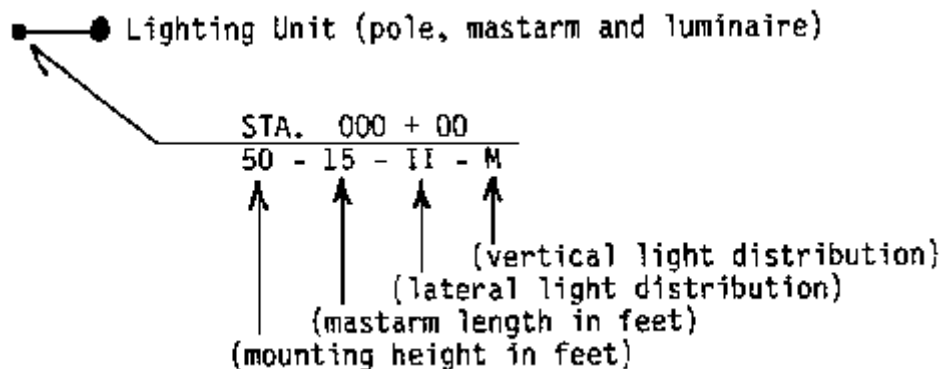 Lighting Unit (pole, mastarm and luminaire)
STA. 000 + 00
50 - 15 - II - M
(vertical light distribution)
(lateral light distribution)
(mastarm length in feet)
(mounting height in feet)